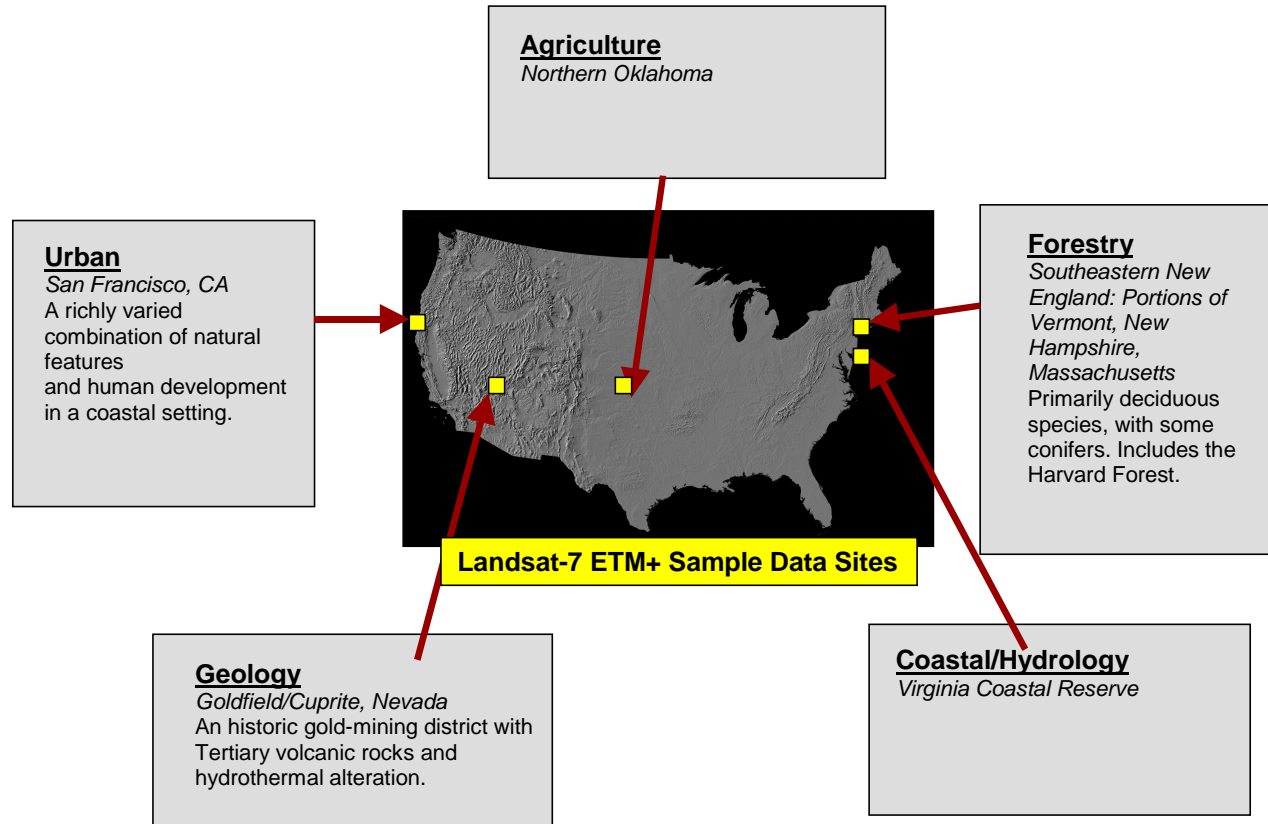 Agriculture
Northern Oklahoma
Urban
San Francisco, CA
A richly varied
combination of natural
features
and human development
in a coastal setting.
Forestry
Southeastern New
England: Portions of
Vermont, New
Hampshire,
Massachusetts
Primarily deciduous
species, with some
conifers. Includes the
Harvard Forest.
Landsat-7 ETM+ Sample Data Sites
Geology
Goldfield/Cuprite, Nevada
An historic gold-mining district with
Tertiary volcanic rocks and
hydrothermal alteration.
Coastal/Hydrology
Virginia Coastal Reserve